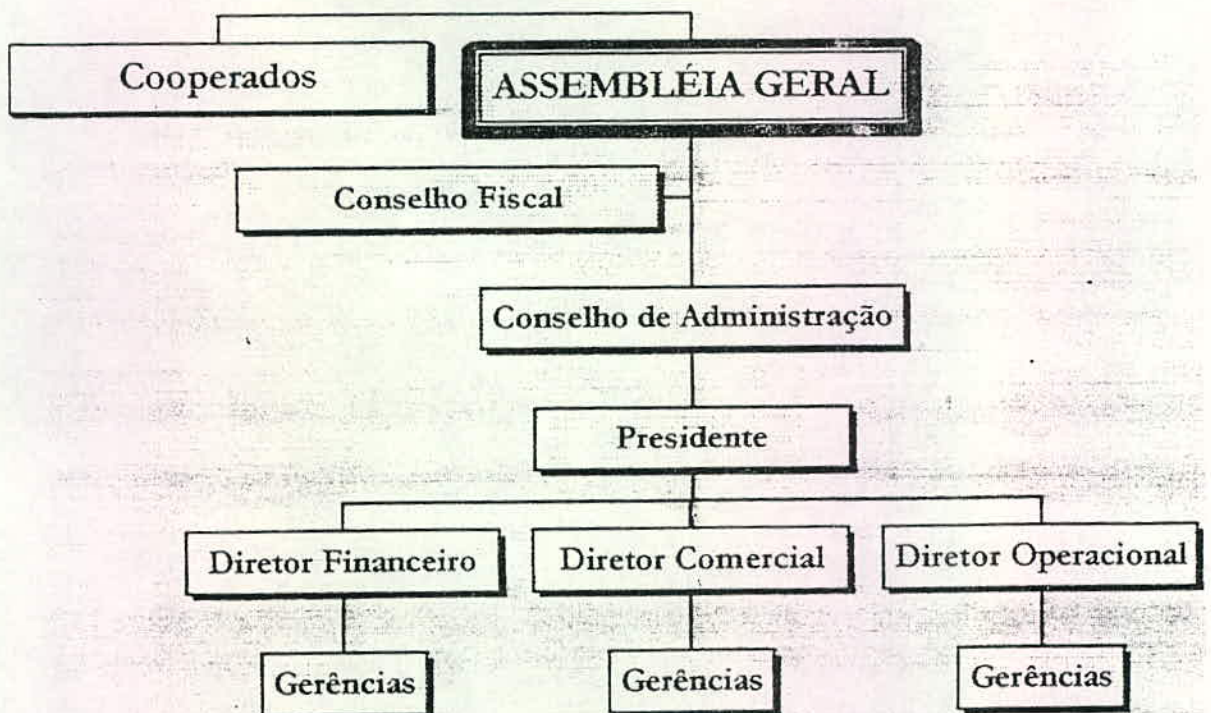 Cooperados
ASSEMBLÉIA GERAL
Conselho Fiscal
Conselho de Administração
Presidente
Diretor Financeiro
Diretor Comercial
Diretor Operacional
Gerências
Gerências
Gerências